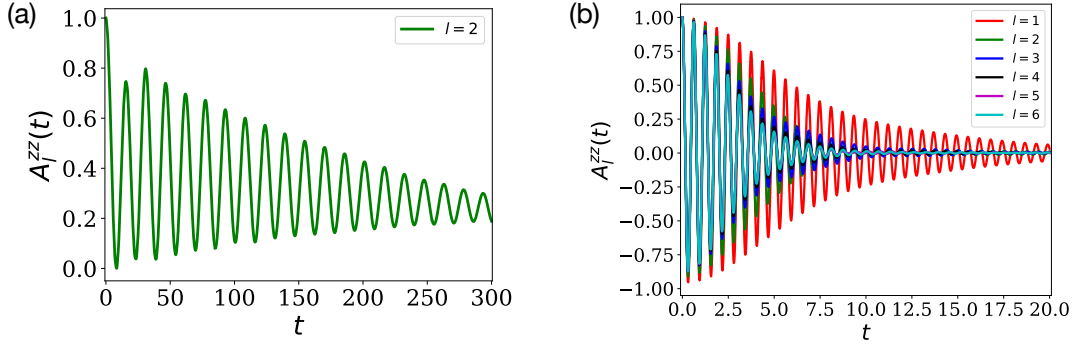 (a)
1.0
0.8
0.6
0.4
0.2
0.0
A_l^{zz}(t)
l = 2
0 50 100 150 200 250 300
t
(b)
1.00
0.75
0.50
0.25
0.00
−0.25
−0.50
−0.75
−1.00
A_l^{zz}(t)
l = 1
l = 2
l = 3
l = 4
l = 5
l = 6
0.0 2.5 5.0 7.5 10.0 12.5 15.0 17.5 20.0
t